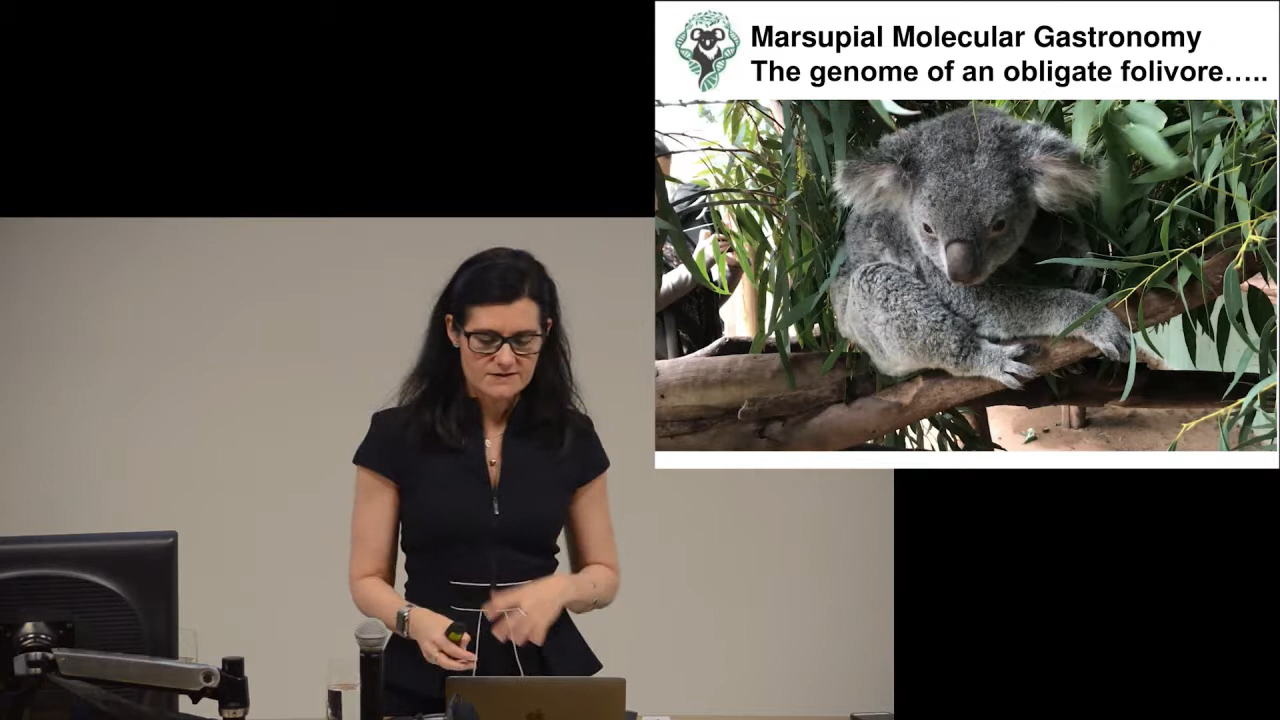 Marsupial Molecular Gastronomy
The genome of an obligate folivore.....